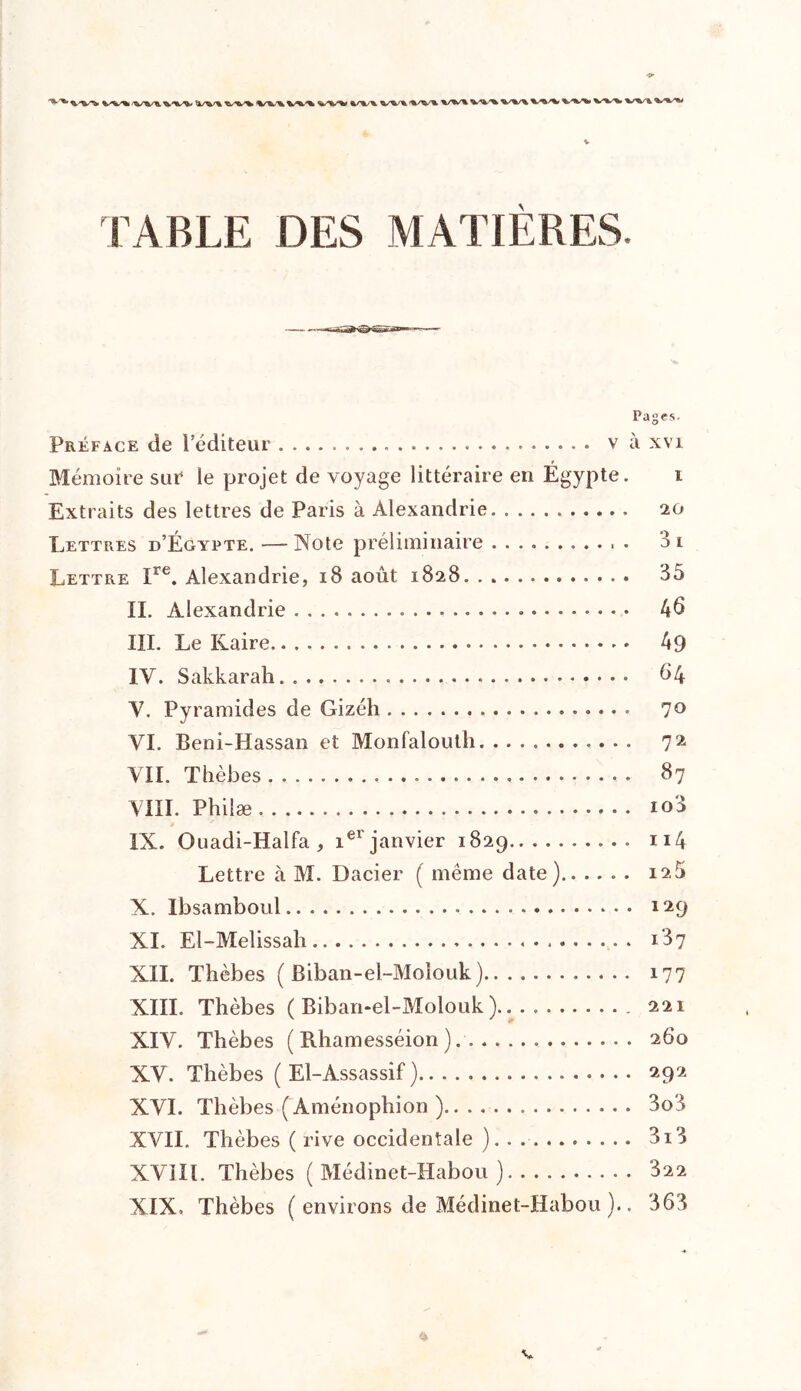 TABLE DES MATIÈRES.
Pages.
PRÉFACE de l'éditeur . . . . . . . . . . . . . . . . . . . . . . . . . v à xvi
Mémoire sur le projet de voyage littéraire en Égypte. 1
Extraits des lettres de Paris à Alexandrie. . . . . . . . . . . 20
LETTRES D'ÉGYPTE. — Note préliminaire . . . . . . . . . . . 31
LETTRE Ire. Alexandrie, 18 août 1828. . . . . . . . . . . . . . 35
II. Alexandrie . . . . . . . . . . . . . . . . . . . . . . . . . . . 46
III. Le Kaire. . . . . . . . . . . . . . . . . . . . . . . . . . . . 49
IV. Sakkarah. . . . . . . . . . . . . . . . . . . . . . . . . . . . 64
V. Pyramides de Gizéh . . . . . . . . . . . . . . . . . . . . 70
VI. Beni-Hassan et Monfalouth. . . . . . . . . . . . . 72
VII. Thèbes . . . . . . . . . . . . . . . . . . . . . . . . . . . . . 87
VIII. Philæ . . . . . . . . . . . . . . . . . . . . . . . . . . . . . 103
IX. Ouadi-Halfa, 1er janvier 1829. . . . . . . . . . . 114
Lettre à M. Dacier ( même date ). . . . . . 125
X. Ibsamboul. . . . . . . . . . . . . . . . . . . . . . . . . . . 129
XI. El-Melissah . . . . . . . . . . . . . . . . . . . . . . . . . 137
XII. Thèbes ( Biban-el-Molouk ). . . . . . . . . . . . 177
XIII. Thèbes ( Biban-el-Molouk ). . . . . . . . . . . . 221
XIV. Thèbes ( Rhamesséion ). . . . . . . . . . . . . . . 260
XV. Thèbes ( El-Assassif ). . . . . . . . . . . . . . . . . 292
XVI. Thèbes ( Aménophion ). . . . . . . . . . . . . . . 303
XVII. Thèbes ( rive occidentale ). . . . . . . . . . . . 313
XVIII. Thèbes ( Médinet-Habou ). . . . . . . . . . . 322
XIX. Thèbes ( environs de Médinet-Habou ). . 363